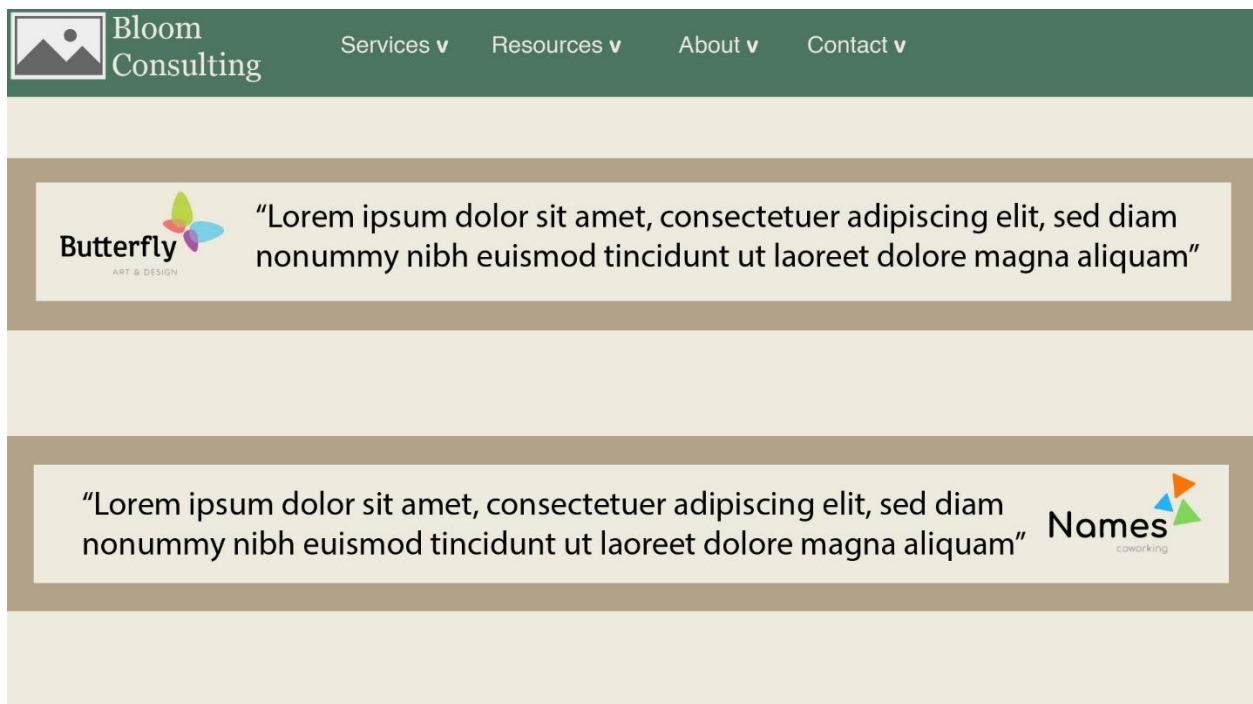 Bloom
Consulting
Services v Resources v About v Contact v
Butterfly
ART & DESIGN
“Lorem ipsum dolor sit amet, consectetuer adipiscing elit, sed diam
nonummy nibh euismod tincidunt ut laoreet dolore magna aliquam”
“Lorem ipsum dolor sit amet, consectetuer adipiscing elit, sed diam
nonummy nibh euismod tincidunt ut laoreet dolore magna aliquam”
Names
coworking